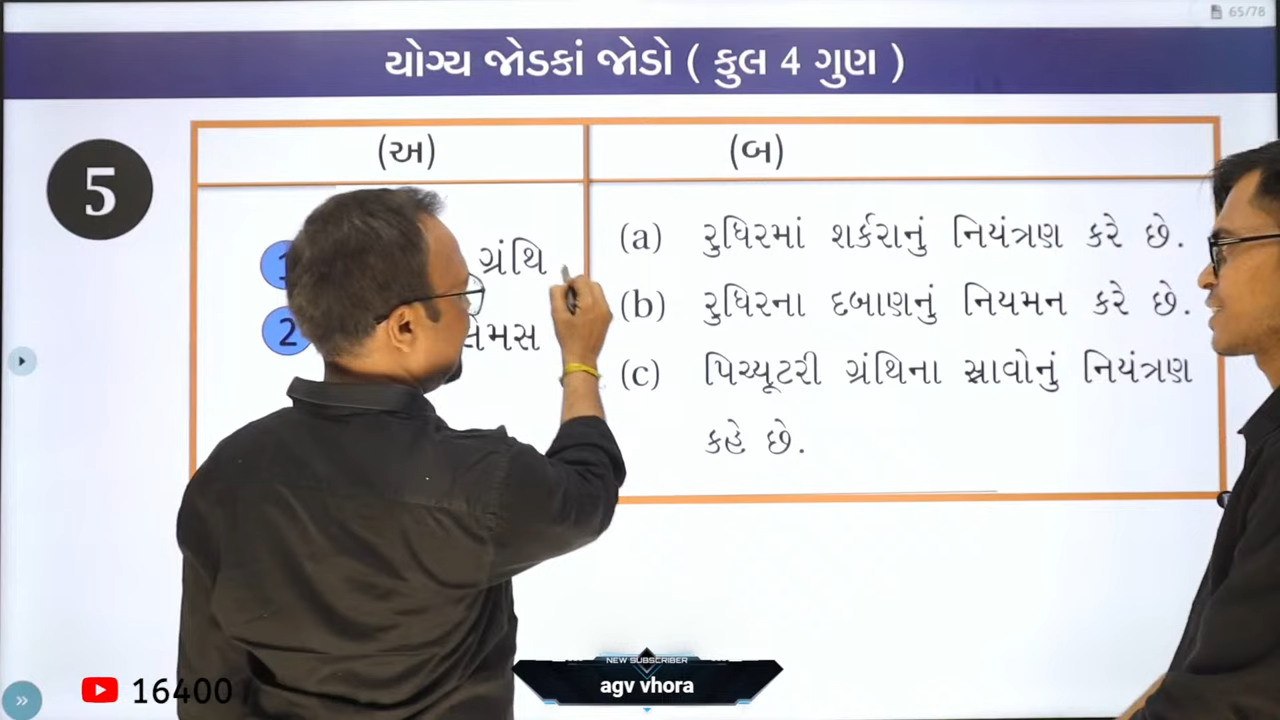 65/78
યોગ્ય જોડકાં જોડો ( કુલ 4 ગુણ )
5
(અ)
(બ)
1 ગ્રંથિ
2
(a) રુધિરમાં શર્કરાનું નિયંત્રણ કરે છે.
(b) રુધિરના દબાણનું નિયમન કરે છે.
(c) પિચ્યૂટરી ગ્રંથિના સ્રાવોનું નિયંત્રણ
કહે છે.
NEW SUBSCRIBER
agv vhora
16400